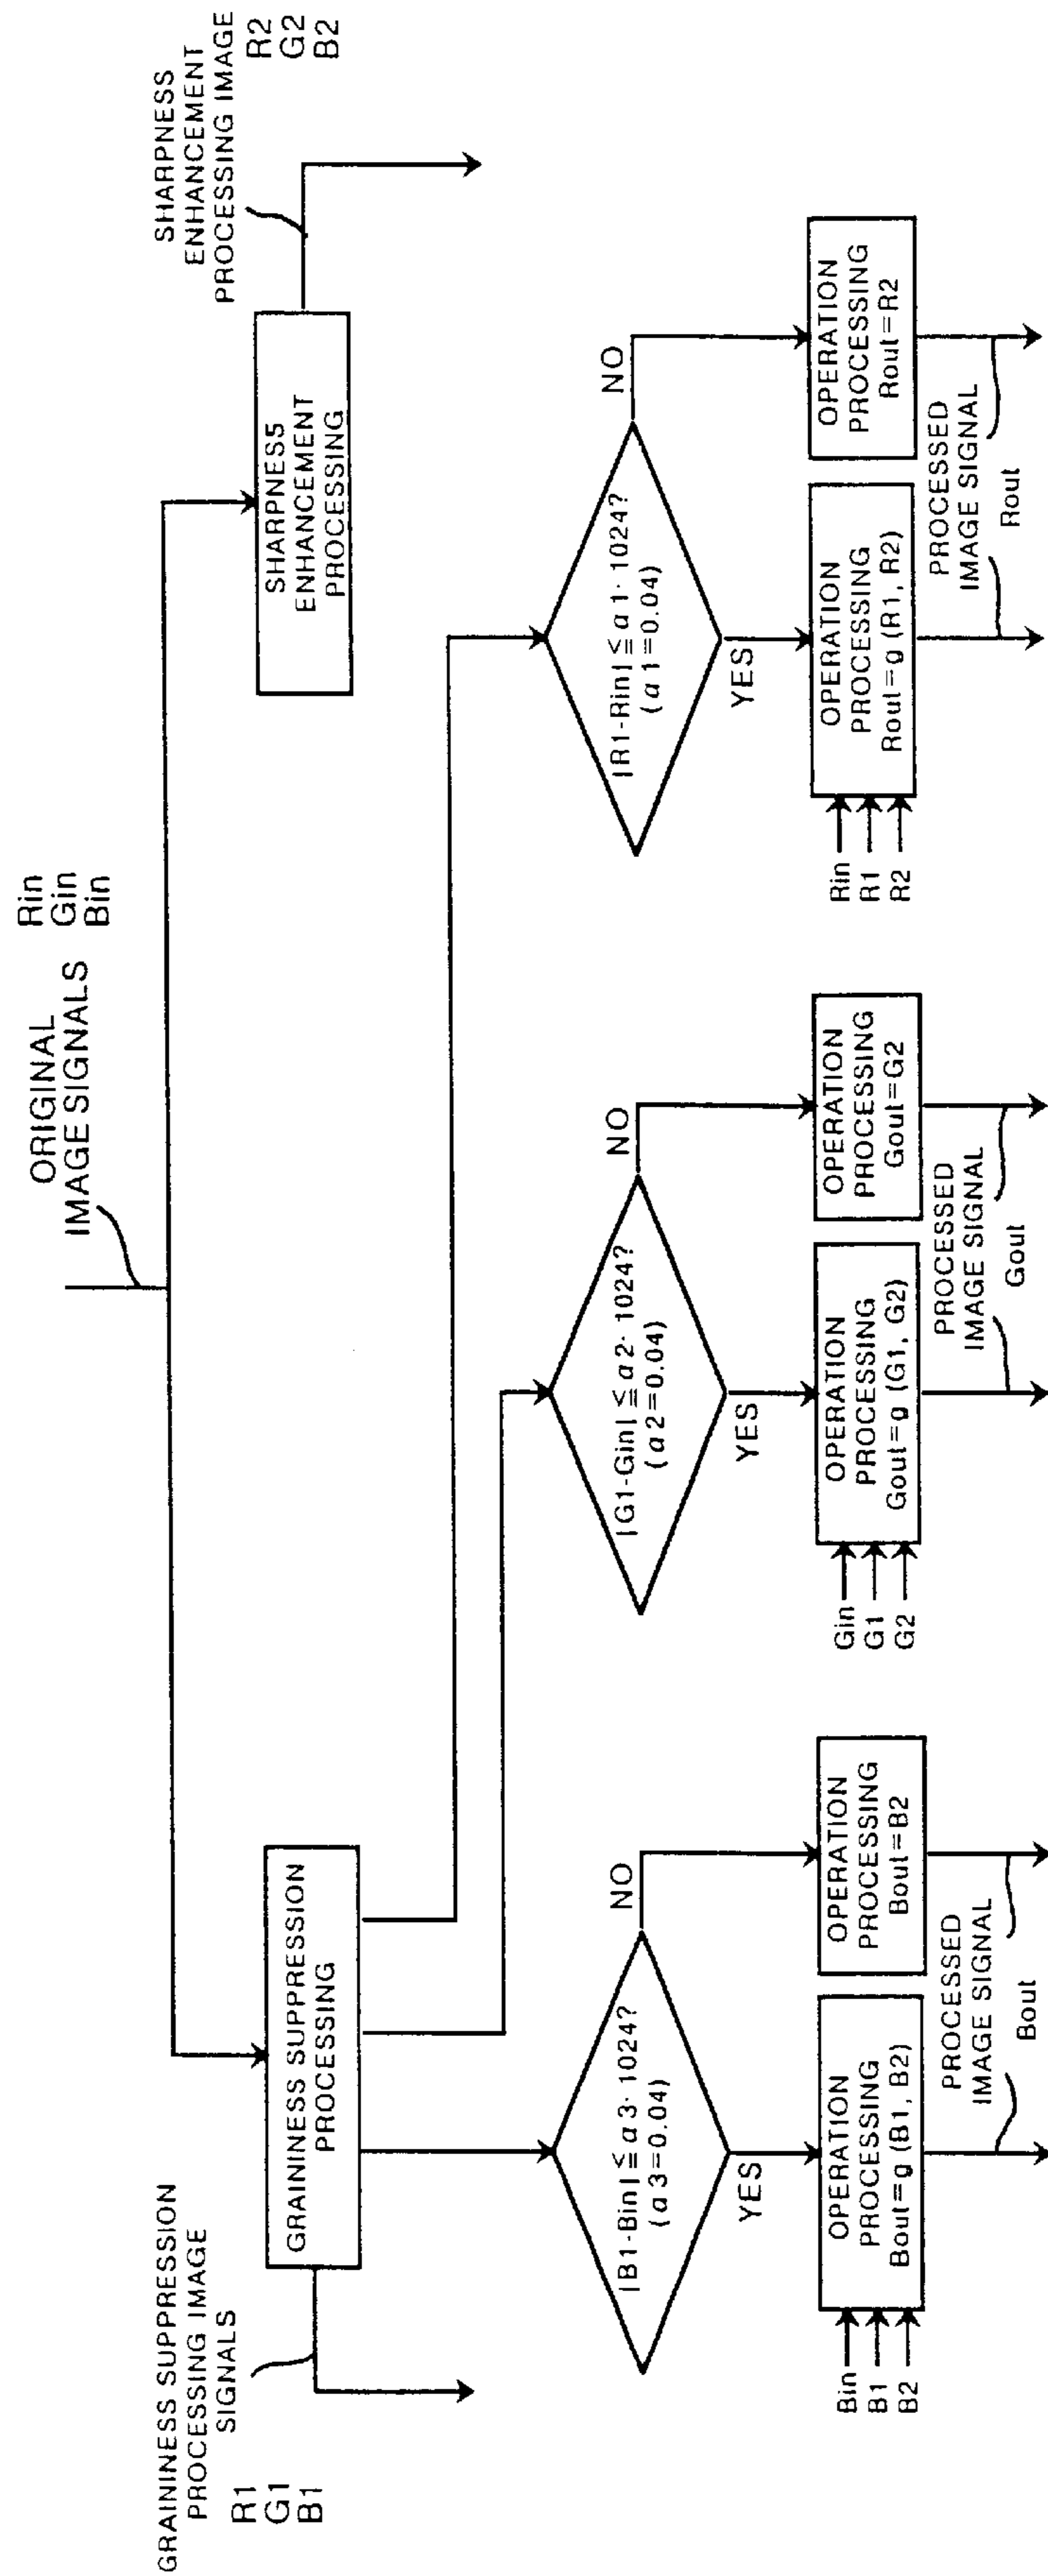 ORIGINAL
IMAGE SIGNALS
Rin
Gin
Bin
GRAININESS SUPPRESSION
PROCESSING IMAGE
SIGNALS
R1
G1
B1
GRAININESS SUPPRESSION
PROCESSING
SHARPNESS
ENHANCEMENT
PROCESSING
SHARPNESS
ENHANCEMENT
PROCESSING IMAGE
R2
G2
B2
|B1-Bin|≦a3·1024?
(a3=0.04)
NO
YES
Bin
B1
B2
OPERATION
PROCESSING
Bout=g (B1, B2)
OPERATION
PROCESSING
Bout=B2
PROCESSED
IMAGE SIGNAL
Bout
|G1-Gin|≦a2·1024?
(a2=0.04)
NO
YES
Gin
G1
G2
OPERATION
PROCESSING
Gout=g (G1, G2)
OPERATION
PROCESSING
Gout=G2
PROCESSED
IMAGE SIGNAL
Gout
|R1-Rin|≦a1·1024?
(a1=0.04)
NO
YES
Rin
R1
R2
OPERATION
PROCESSING
Rout=g (R1, R2)
OPERATION
PROCESSING
Rout=R2
PROCESSED
IMAGE SIGNAL
Rout